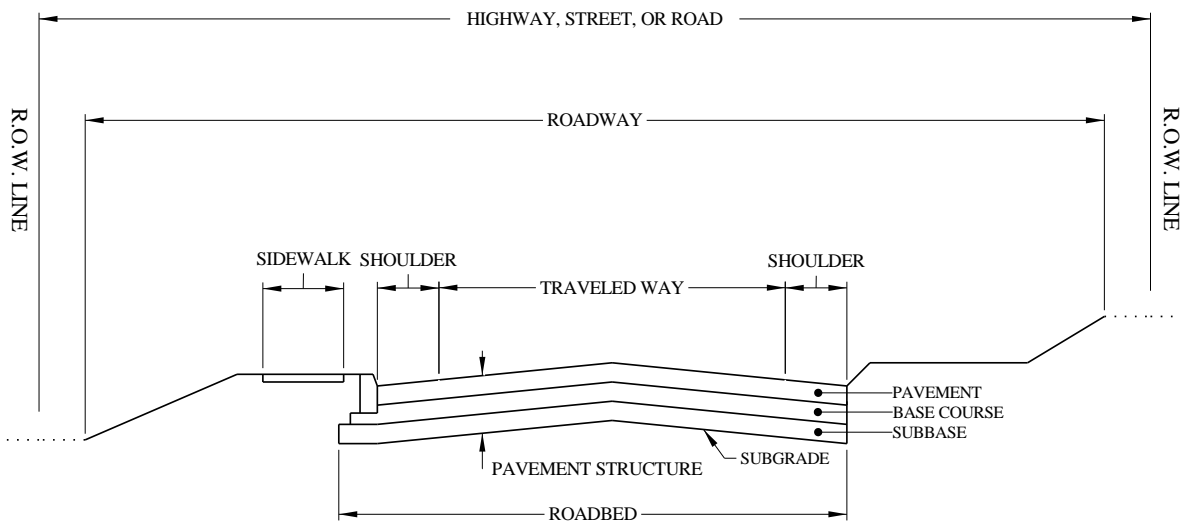 HIGHWAY, STREET, OR ROAD
R.O.W. LINE
R.O.W. LINE
ROADWAY
SIDEWALK
SHOULDER
SHOULDER
TRAVELED WAY
PAVEMENT
BASE COURSE
SUBBASE
SUBGRADE
PAVEMENT STRUCTURE
ROADBED